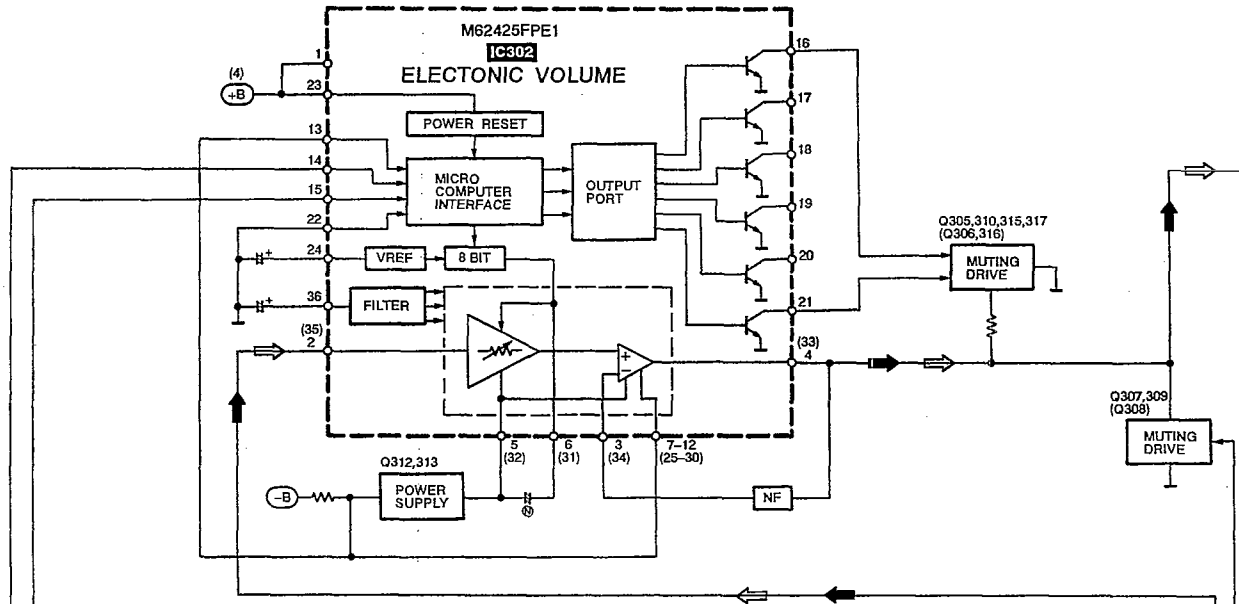 M62425FPE1
IC302
ELECTONIC VOLUME
1
(4)
+B
23
POWER RESET
13
14
15
22
24
36
(35)
2
MICRO
COMPUTER
INTERFACE
OUTPUT
PORT
VREF
8 BIT
FILTER
+
+
+
−
16
17
18
19
20
21
(33)
4
Q305,310,315,317
(Q306,316)
MUTING
DRIVE
Q307,309
(Q308)
MUTING
DRIVE
5
(32)
6
(31)
3
(34)
7–12
(25–30)
Q312,313
–B
POWER
SUPPLY
N
NF